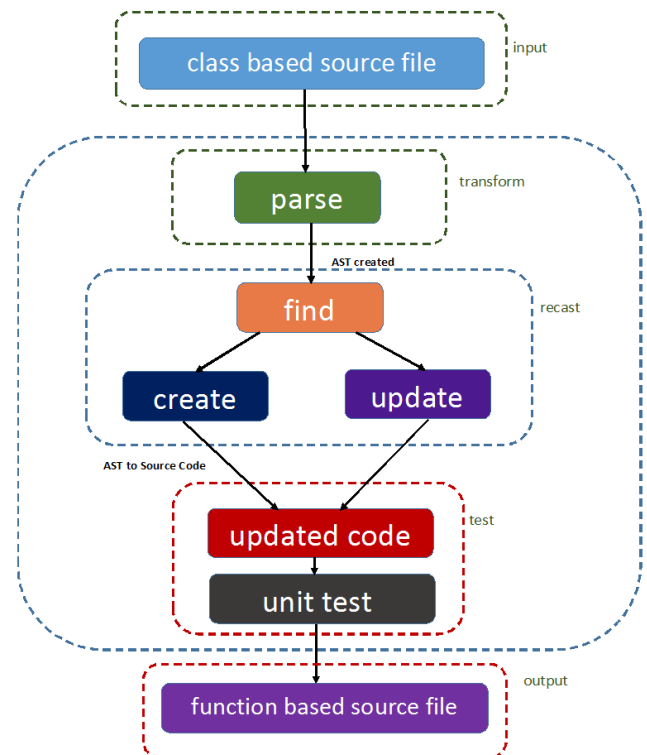 input
class based source file
transform
parse
AST created
find
recast
create
update
AST to Source Code
test
updated code
unit test
output
function based source file